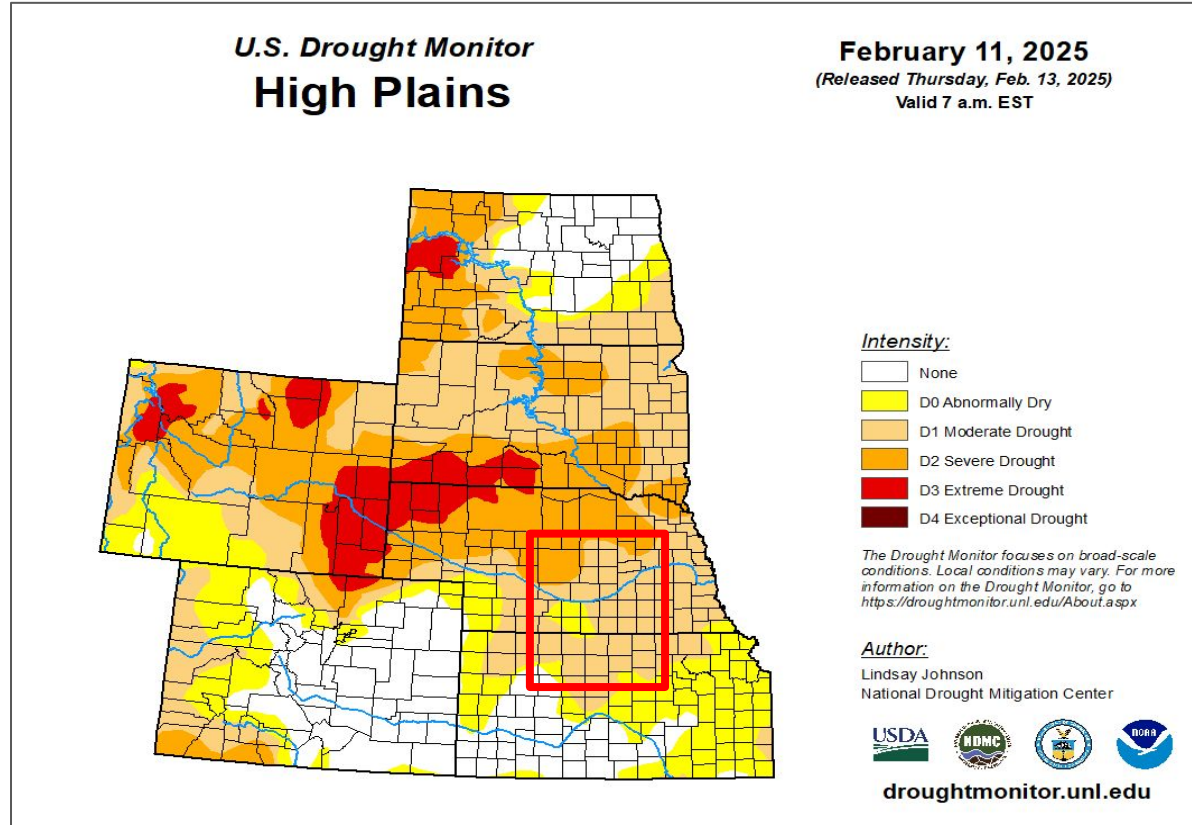 U.S. Drought Monitor
High Plains
February 11, 2025
(Released Thursday, Feb. 13, 2025)
Valid 7 a.m. EST
Intensity:
None
D0 Abnormally Dry
D1 Moderate Drought
D2 Severe Drought
D3 Extreme Drought
D4 Exceptional Drought
The Drought Monitor focuses on broad-scale
conditions. Local conditions may vary. For more
information on the Drought Monitor, go to
https://droughtmonitor.unl.edu/About.aspx
Author:
Lindsay Johnson
National Drought Mitigation Center
USDA
NDMC
NOAA
droughtmonitor.unl.edu